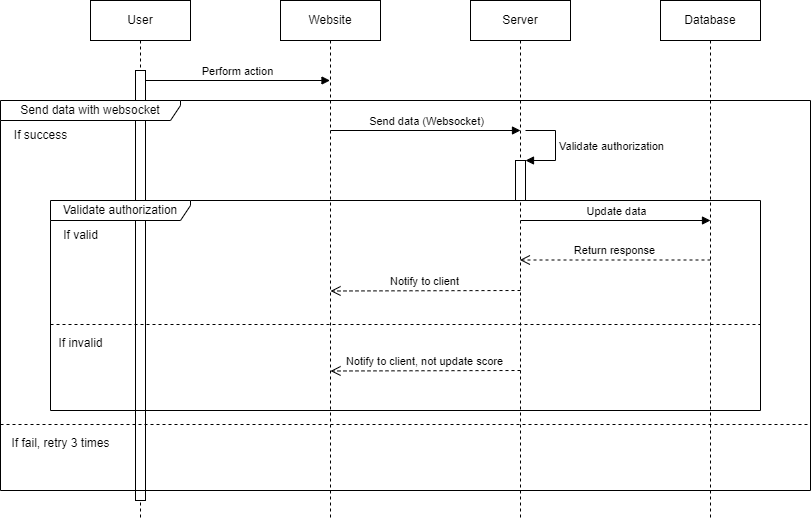 User
Website
Server
Database
Perform action
Send data with websocket
If success
Send data (Websocket)
Validate authorization
Validate authorization
If valid
Update data
Return response
Notify to client
If invalid
Notify to client, not update score
If fail, retry 3 times